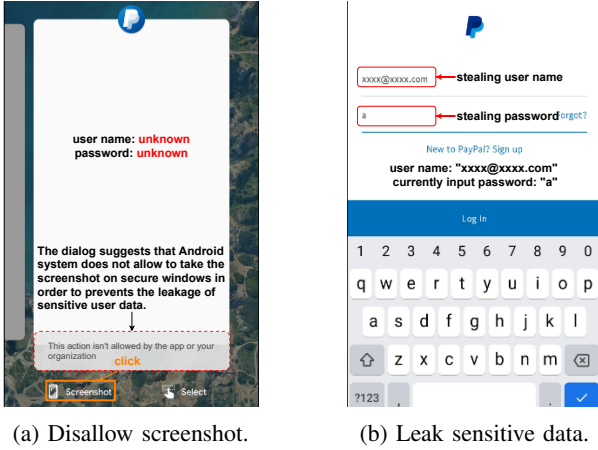 user name: unknown
password: unknown
The dialog suggests that Android
system does not allow to take the
screenshot on secure windows in
order to prevents the leakage of
sensitive user data.
This action isn't allowed by the app or your
organization
click
Screenshot
Select
(a) Disallow screenshot.
xxxx@xxxx.com
stealing user name
a
stealing password
Forgot?
New to PayPal? Sign up
user name: "xxxx@xxxx.com"
currently input password: "a"
Log In
1 2 3 4 5 6 7 8 9 0
q w e r t y u i o p
a s d f g h j k l
z x c v b n m
?123 , .
(b) Leak sensitive data.